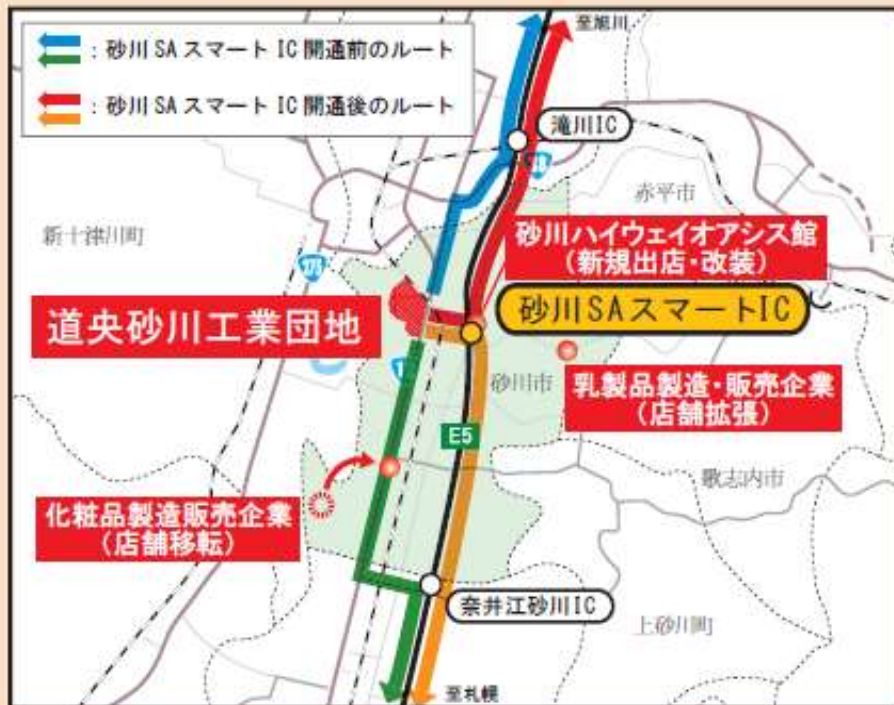 至旭川
：砂川SAスマートIC開通前のルート
：砂川SAスマートIC開通後のルート
滝川IC
38
赤平市
新十津川町
砂川ハイウェイオアシス館
（新規出店・改装）
275
砂川SAスマートIC
道央砂川工業団地
砂川市
乳製品製造・販売企業
（店舗拡張）
E5
歌志内市
化粧品製造販売企業
（店舗移転）
奈井江砂川IC
上砂川町
至札幌